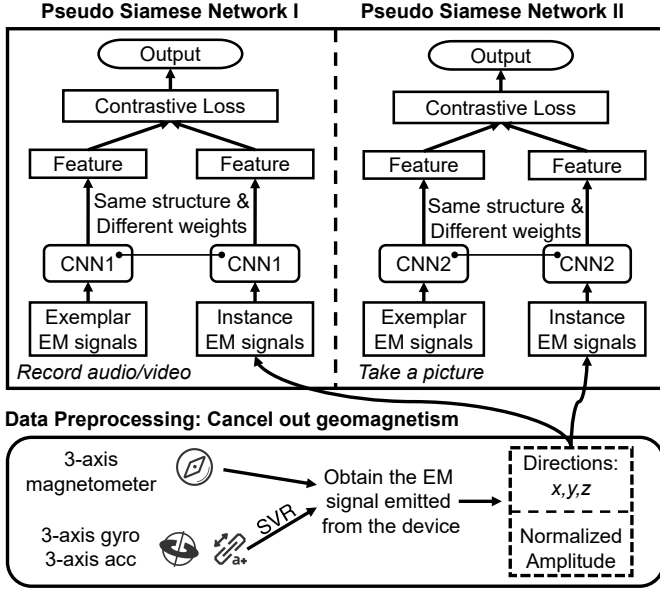 Pseudo Siamese Network I
Output
Contrastive Loss
Feature
Feature
Same structure &
Different weights
CNN1
CNN1
Exemplar
EM signals
Instance
EM signals
Record audio/video
Pseudo Siamese Network II
Output
Contrastive Loss
Feature
Feature
Same structure &
Different weights
CNN2
CNN2
Exemplar
EM signals
Instance
EM signals
Take a picture
Data Preprocessing: Cancel out geomagnetism
3-axis
magnetometer
3-axis gyro
3-axis acc
a+
SVR
Obtain the EM
signal emitted
from the device
Directions:
x,y,z
Normalized
Amplitude